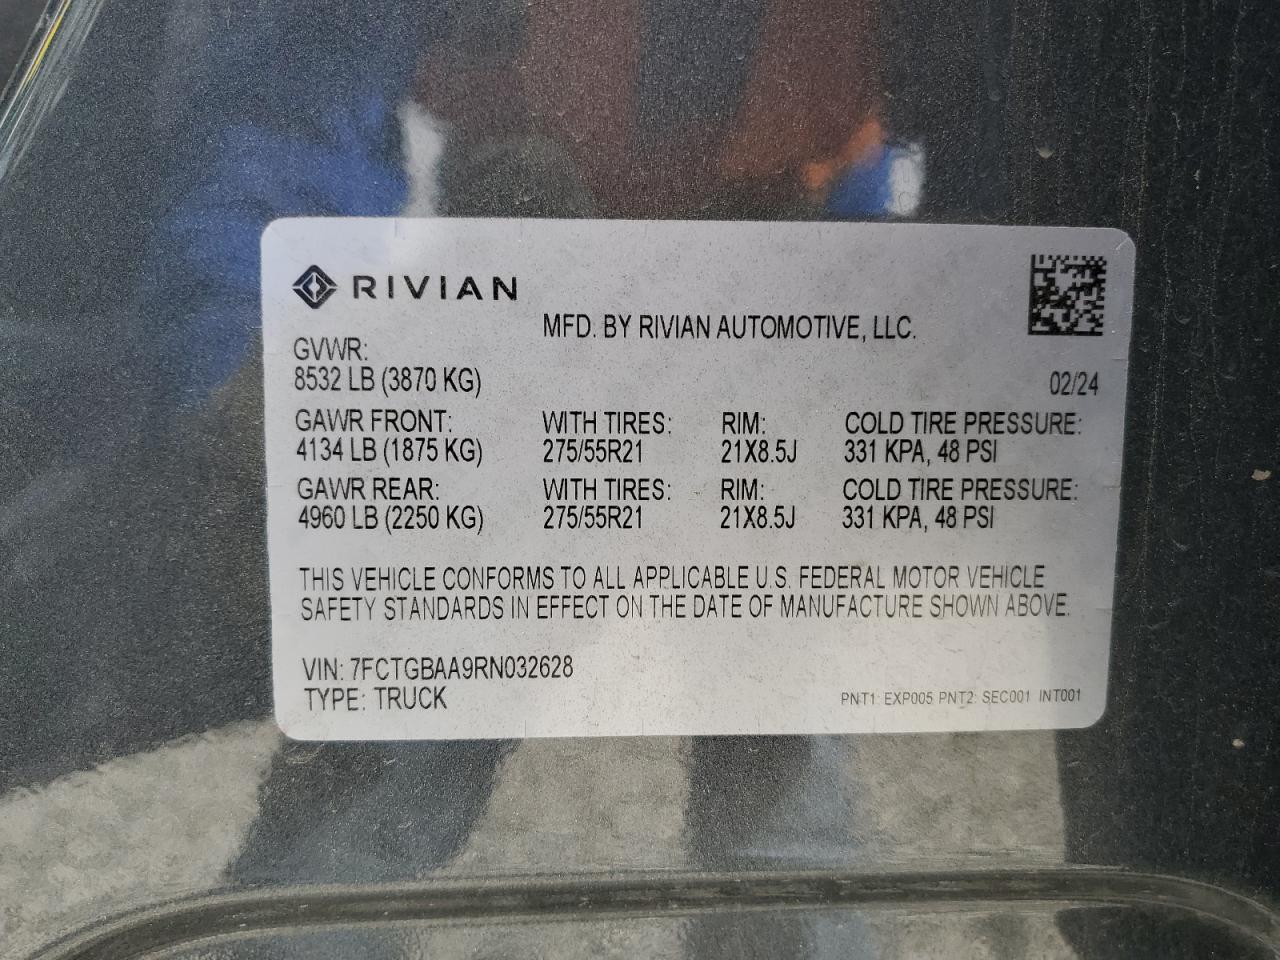 RIVIAN
MFD. BY RIVIAN AUTOMOTIVE, LLC.
GVWR:
8532 LB (3870 KG)
02/24
GAWR FRONT: WITH TIRES: RIM: COLD TIRE PRESSURE:
4134 LB (1875 KG) 275/55R21 21X8.5J 331 KPA, 48 PSI
GAWR REAR: WITH TIRES: RIM: COLD TIRE PRESSURE:
4960 LB (2250 KG) 275/55R21 21X8.5J 331 KPA, 48 PSI
THIS VEHICLE CONFORMS TO ALL APPLICABLE U.S. FEDERAL MOTOR VEHICLE
SAFETY STANDARDS IN EFFECT ON THE DATE OF MANUFACTURE SHOWN ABOVE.
VIN: 7FCTGBAA9RN032628
TYPE: TRUCK
PNT1: EXP005 PNT2: SEC001 INT001